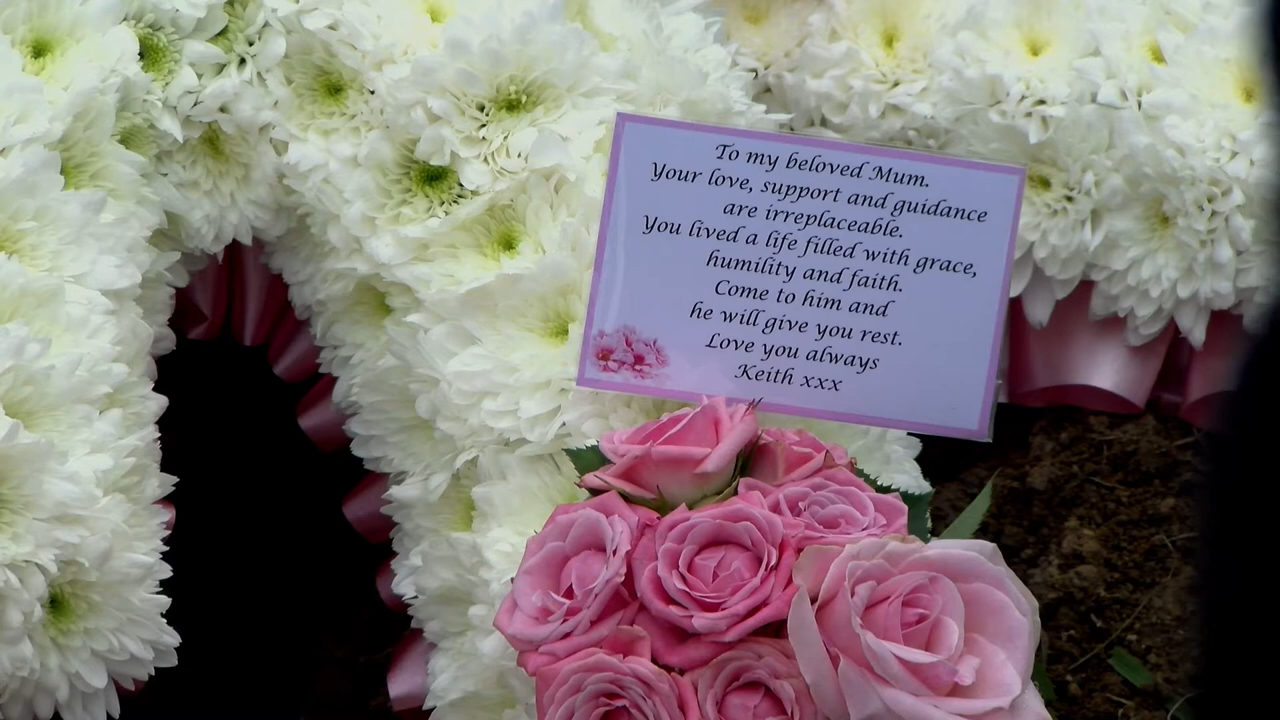 To my beloved Mum.
Your love, support and guidance
are irreplaceable.
You lived a life filled with grace,
humility and faith.
Come to him and
he will give you rest.
Love you always
Keith xxx